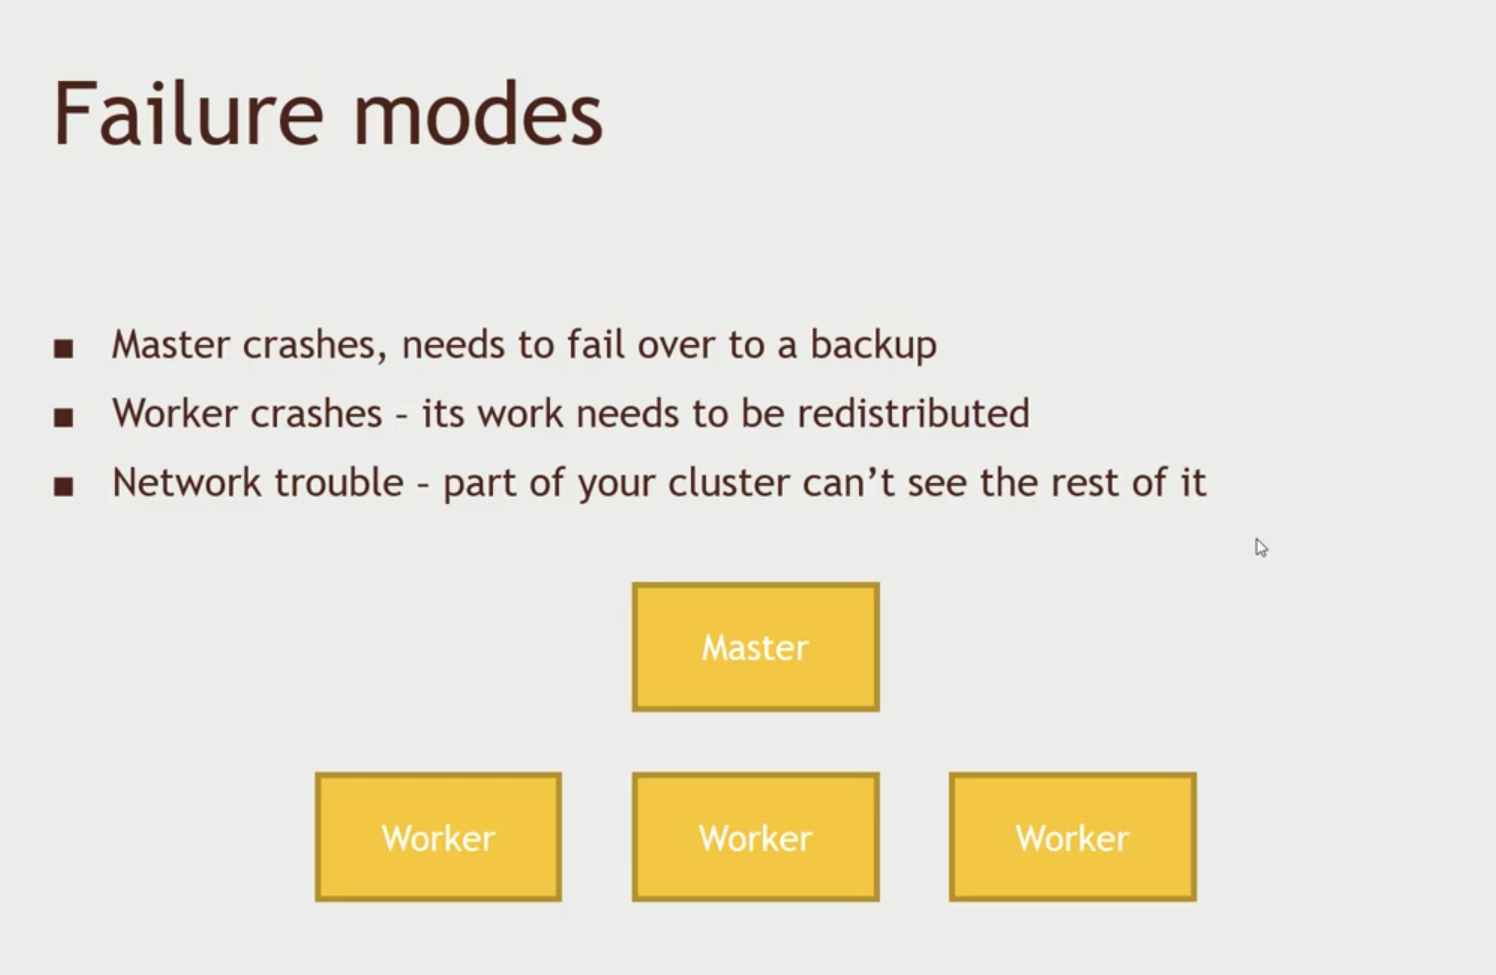 Failure modes
■ Master crashes, needs to fail over to a backup
■ Worker crashes – its work needs to be redistributed
■ Network trouble – part of your cluster can’t see the rest of it
Master
Worker
Worker
Worker